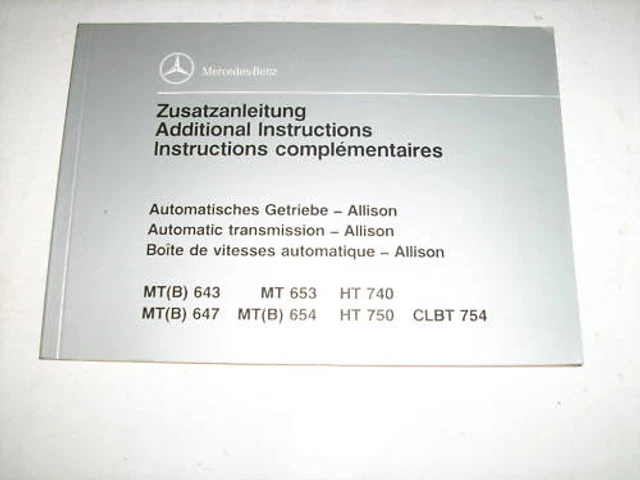 Mercedes-Benz
Zusatzanleitung
Additional Instructions
Instructions complémentaires
Automatisches Getriebe – Allison
Automatic transmission – Allison
Boîte de vitesses automatique – Allison
MT(B) 643 MT 653 HT 740
MT(B) 647 MT(B) 654 HT 750 CLBT 754